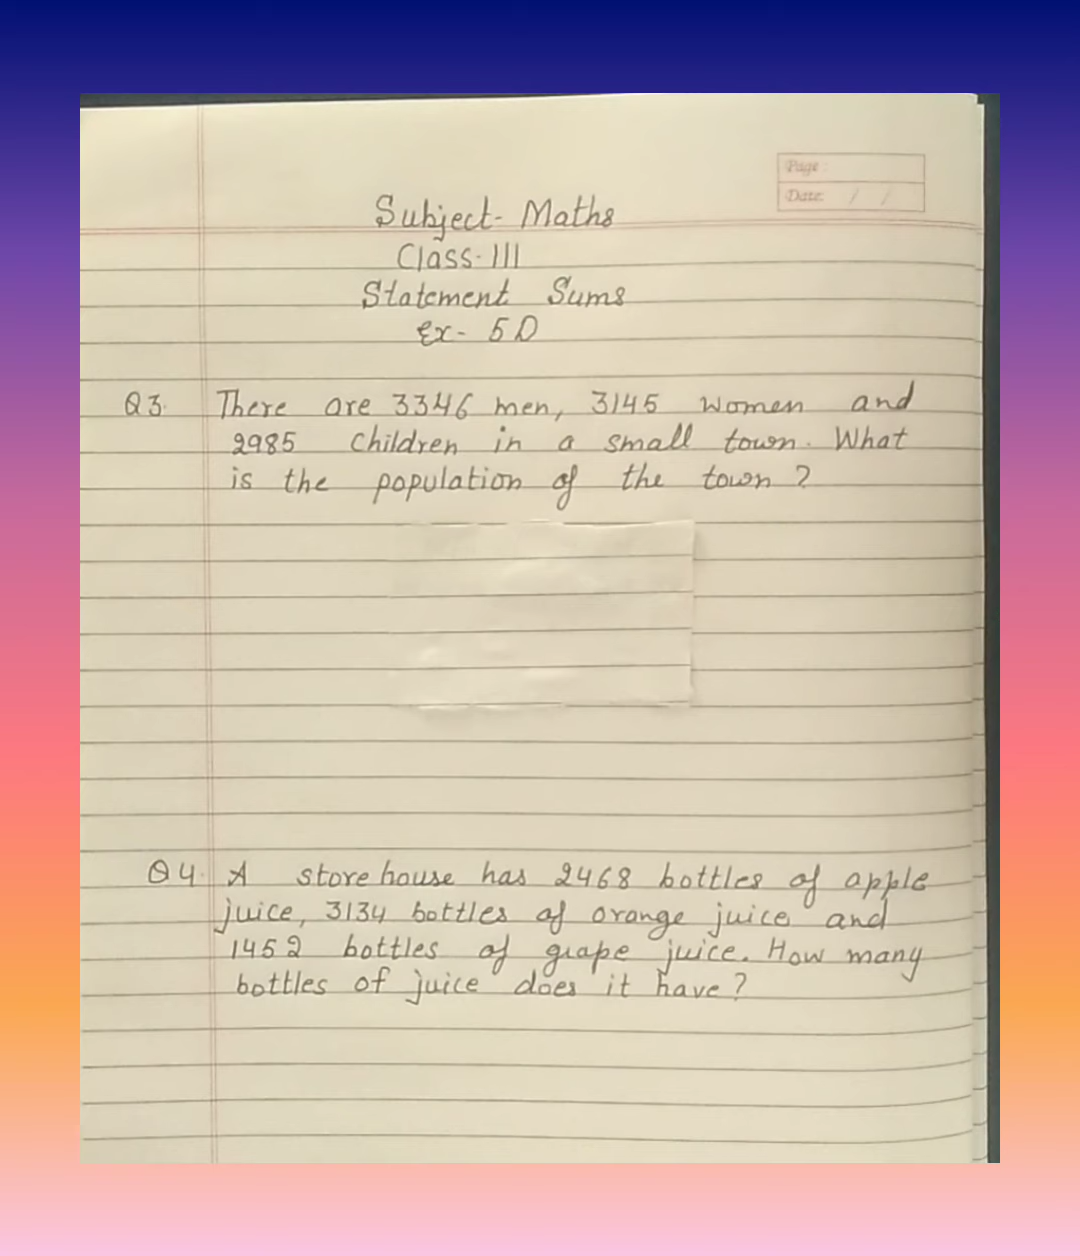 Page :
Date: / /
Subject- Maths
Class-III
Statement Sums
Ex- 5D
Q3. There are 3346 men, 3145 women and
2985 children in a small town. What
is the population of the town?
Q4. A store house has 2468 bottles of apple
juice, 3134 bottles of orange juice and
1452 bottles of grape juice. How many
bottles of juice does it have?